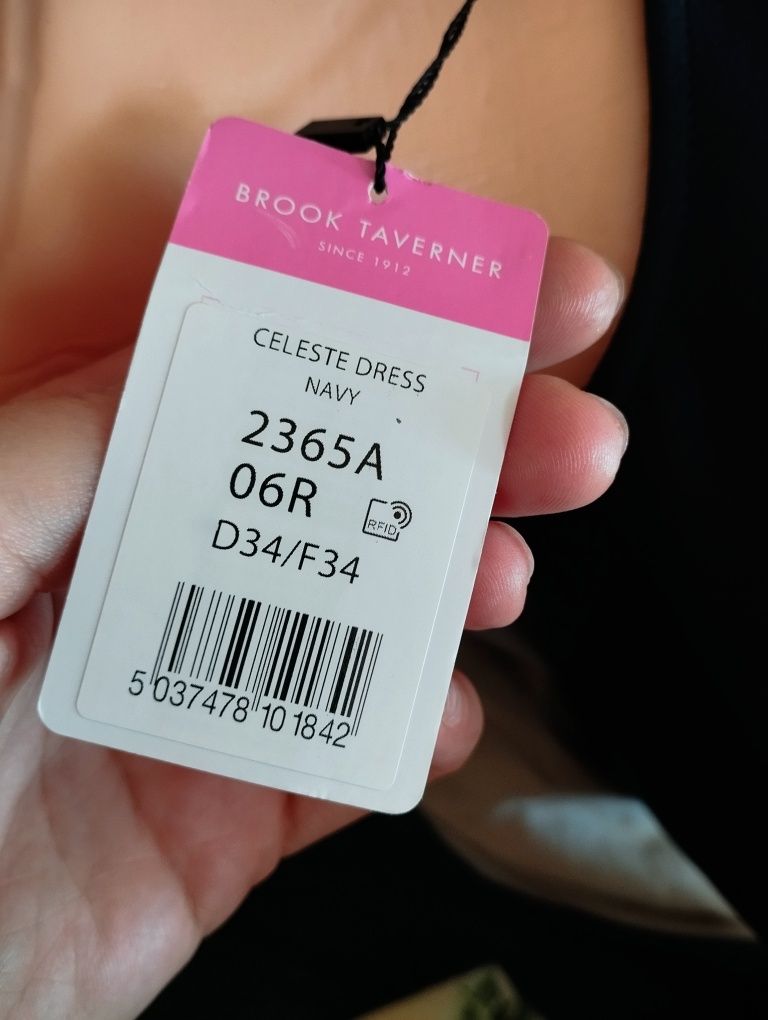 BROOK TAVERNER
SINCE 1912
CELESTE DRESS
NAVY
2365A
06R
RFID
D34/F34
5 037478 101842